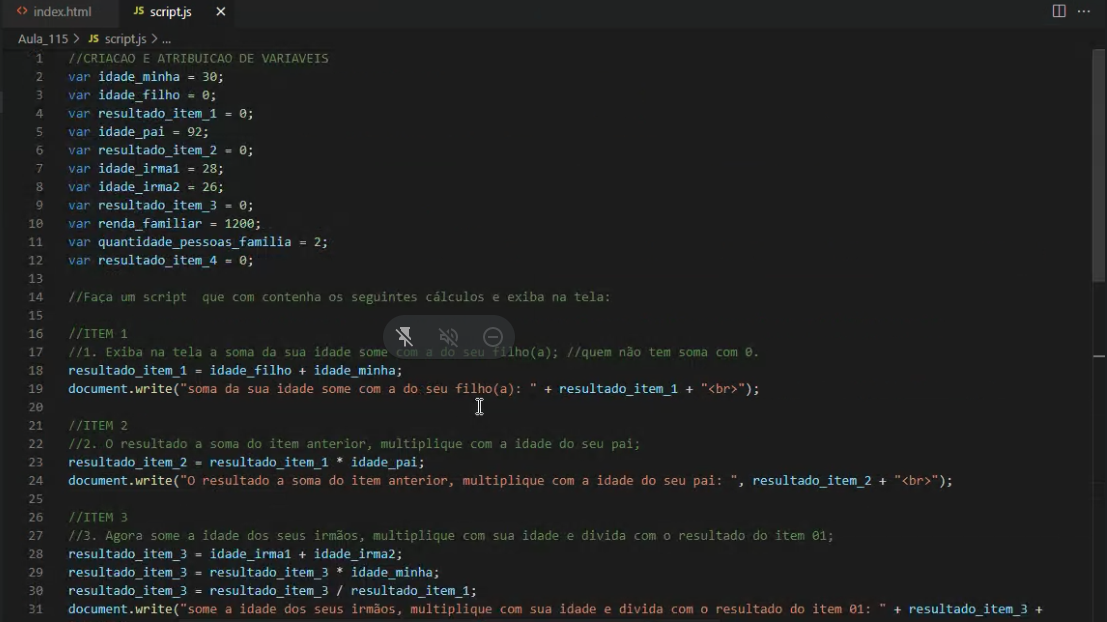 index.html
JS script.js
Aula_115 > JS script.js > ...
1 //CRIACAO E ATRIBUICAO DE VARIAVEIS
2 var idade_minha = 30;
3 var idade_filho = 0;
4 var resultado_item_1 = 0;
5 var idade_pai = 92;
6 var resultado_item_2 = 0;
7 var idade_irma1 = 28;
8 var idade_irma2 = 26;
9 var resultado_item_3 = 0;
10 var renda_familiar = 1200;
11 var quantidade_pessoas_familia = 2;
12 var resultado_item_4 = 0;
13
14 //Faça um script  que com contenha os seguintes cálculos e exiba na tela:
15
16 //ITEM 1
17 //1. Exiba na tela a soma da sua idade some com a do seu filho(a); //quem não tem soma com 0.
18 resultado_item_1 = idade_filho + idade_minha;
19 document.write("soma da sua idade some com a do seu filho(a): " + resultado_item_1 + "<br>");
20
21 //ITEM 2
22 //2. O resultado a soma do item anterior, multiplique com a idade do seu pai;
23 resultado_item_2 = resultado_item_1 * idade_pai;
24 document.write("O resultado a soma do item anterior, multiplique com a idade do seu pai: ", resultado_item_2 + "<br>");
25
26 //ITEM 3
27 //3. Agora some a idade dos seus irmãos, multiplique com sua idade e divida com o resultado do item 01;
28 resultado_item_3 = idade_irma1 + idade_irma2;
29 resultado_item_3 = resultado_item_3 * idade_minha;
30 resultado_item_3 = resultado_item_3 / resultado_item_1;
31 document.write("some a idade dos seus irmãos, multiplique com sua idade e divida com o resultado do item 01: " + resultado_item_3 +